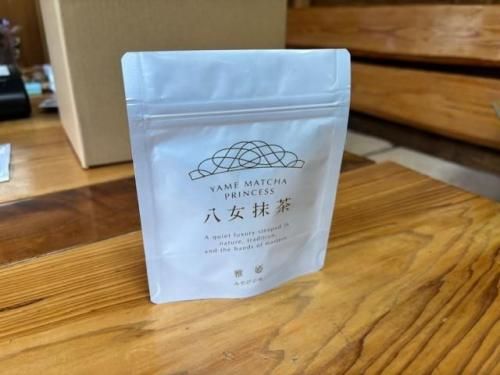 YAME MATCHA
PRINCESS
八女抹茶
A quiet luxury steeped in
nature, tradition,
and the hands of masters.
雅 姫